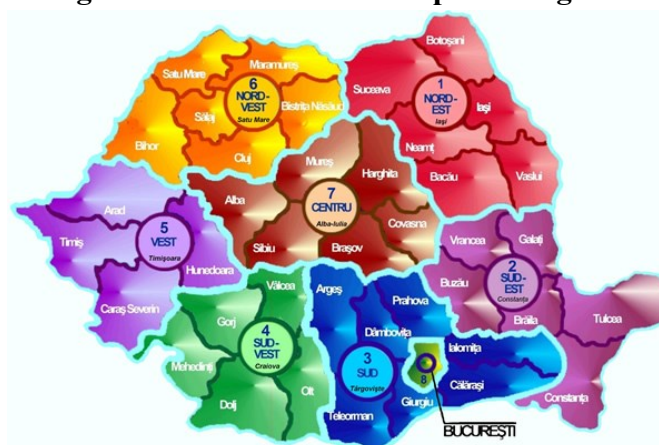 Botoşani
Suceava
1
NORD-
EST
Iaşi
Iaşi
Neamţ
Bacău
Vaslui
Satu Mare
Maramureş
6
NORD-
VEST
Satu Mare
Bistriţa Năsăud
Sălaj
Bihor
Cluj
Mureş
Harghita
Alba
7
CENTRU
Alba-Iulia
Covasna
Sibiu
Braşov
Arad
Timiş
5
VEST
Timişoara
Hunedoara
Caraş Severin
Vrancea
Galaţi
Buzău
2
SUD-
EST
Constanţa
Brăila
Tulcea
Constanţa
Vâlcea
Gorj
4
SUD-
VEST
Craiova
Mehedinţi
Dolj
Olt
Argeş
Prahova
Dâmboviţa
3
SUD
Târgovişte
Ialomiţa
Călăraşi
Giurgiu
Teleorman
8
BUCUREŞTI